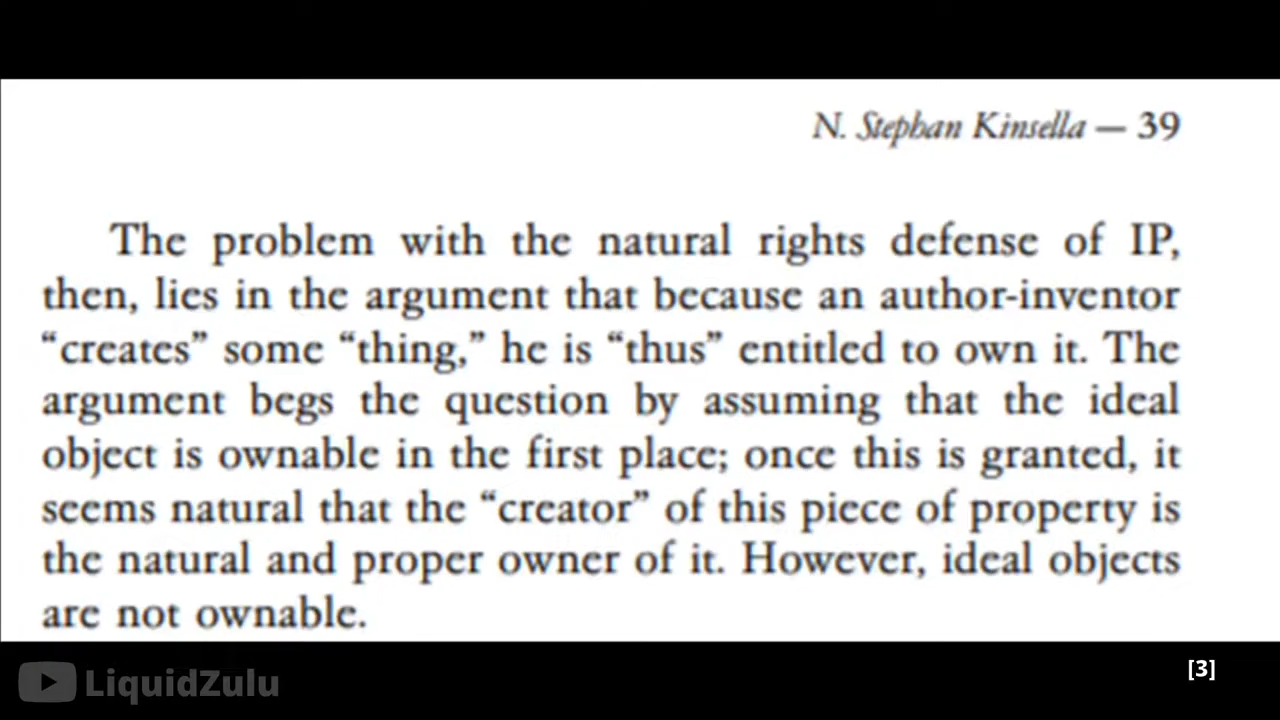 N. Stephan Kinsella — 39
The problem with the natural rights defense of IP,
then, lies in the argument that because an author-inventor
“creates” some “thing,” he is “thus” entitled to own it. The
argument begs the question by assuming that the ideal
object is ownable in the first place; once this is granted, it
seems natural that the “creator” of this piece of property is
the natural and proper owner of it. However, ideal objects
are not ownable.
LiquidZulu
[3]